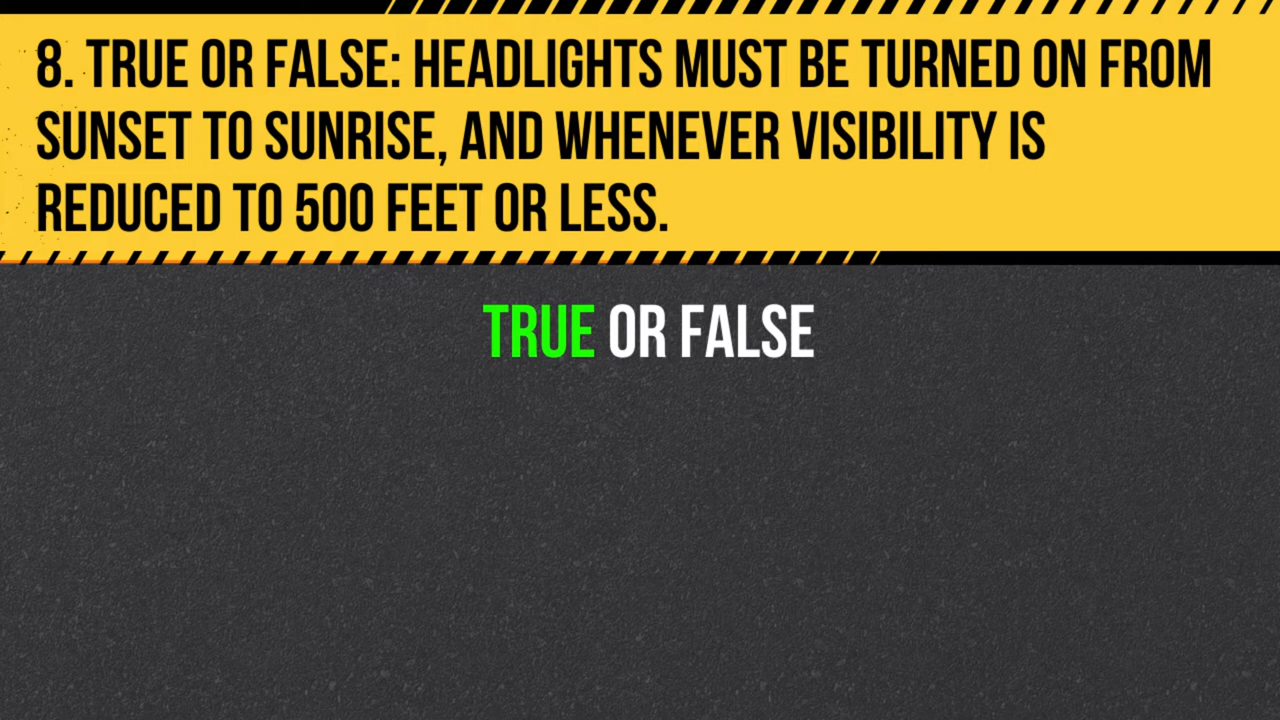 8. TRUE OR FALSE: HEADLIGHTS MUST BE TURNED ON FROM
SUNSET TO SUNRISE, AND WHENEVER VISIBILITY IS
REDUCED TO 500 FEET OR LESS.
TRUE OR FALSE